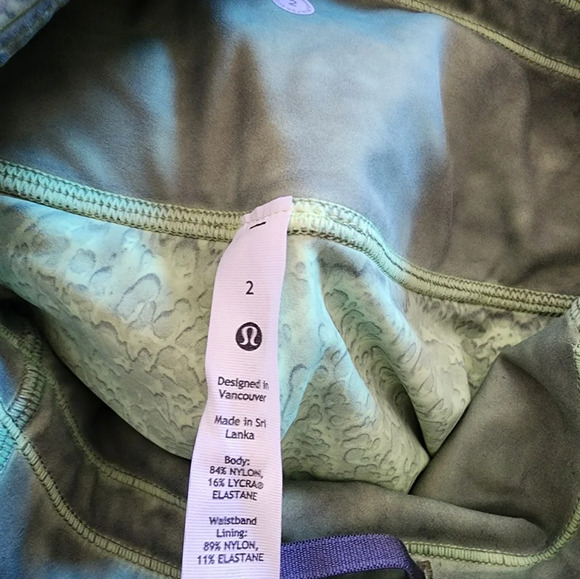 2
2
Designed in
Vancouver
Made in Sri
Lanka
Body:
84% NYLON,
16% LYCRA®
ELASTANE
Waistband
Lining:
89% NYLON,
11% ELASTANE